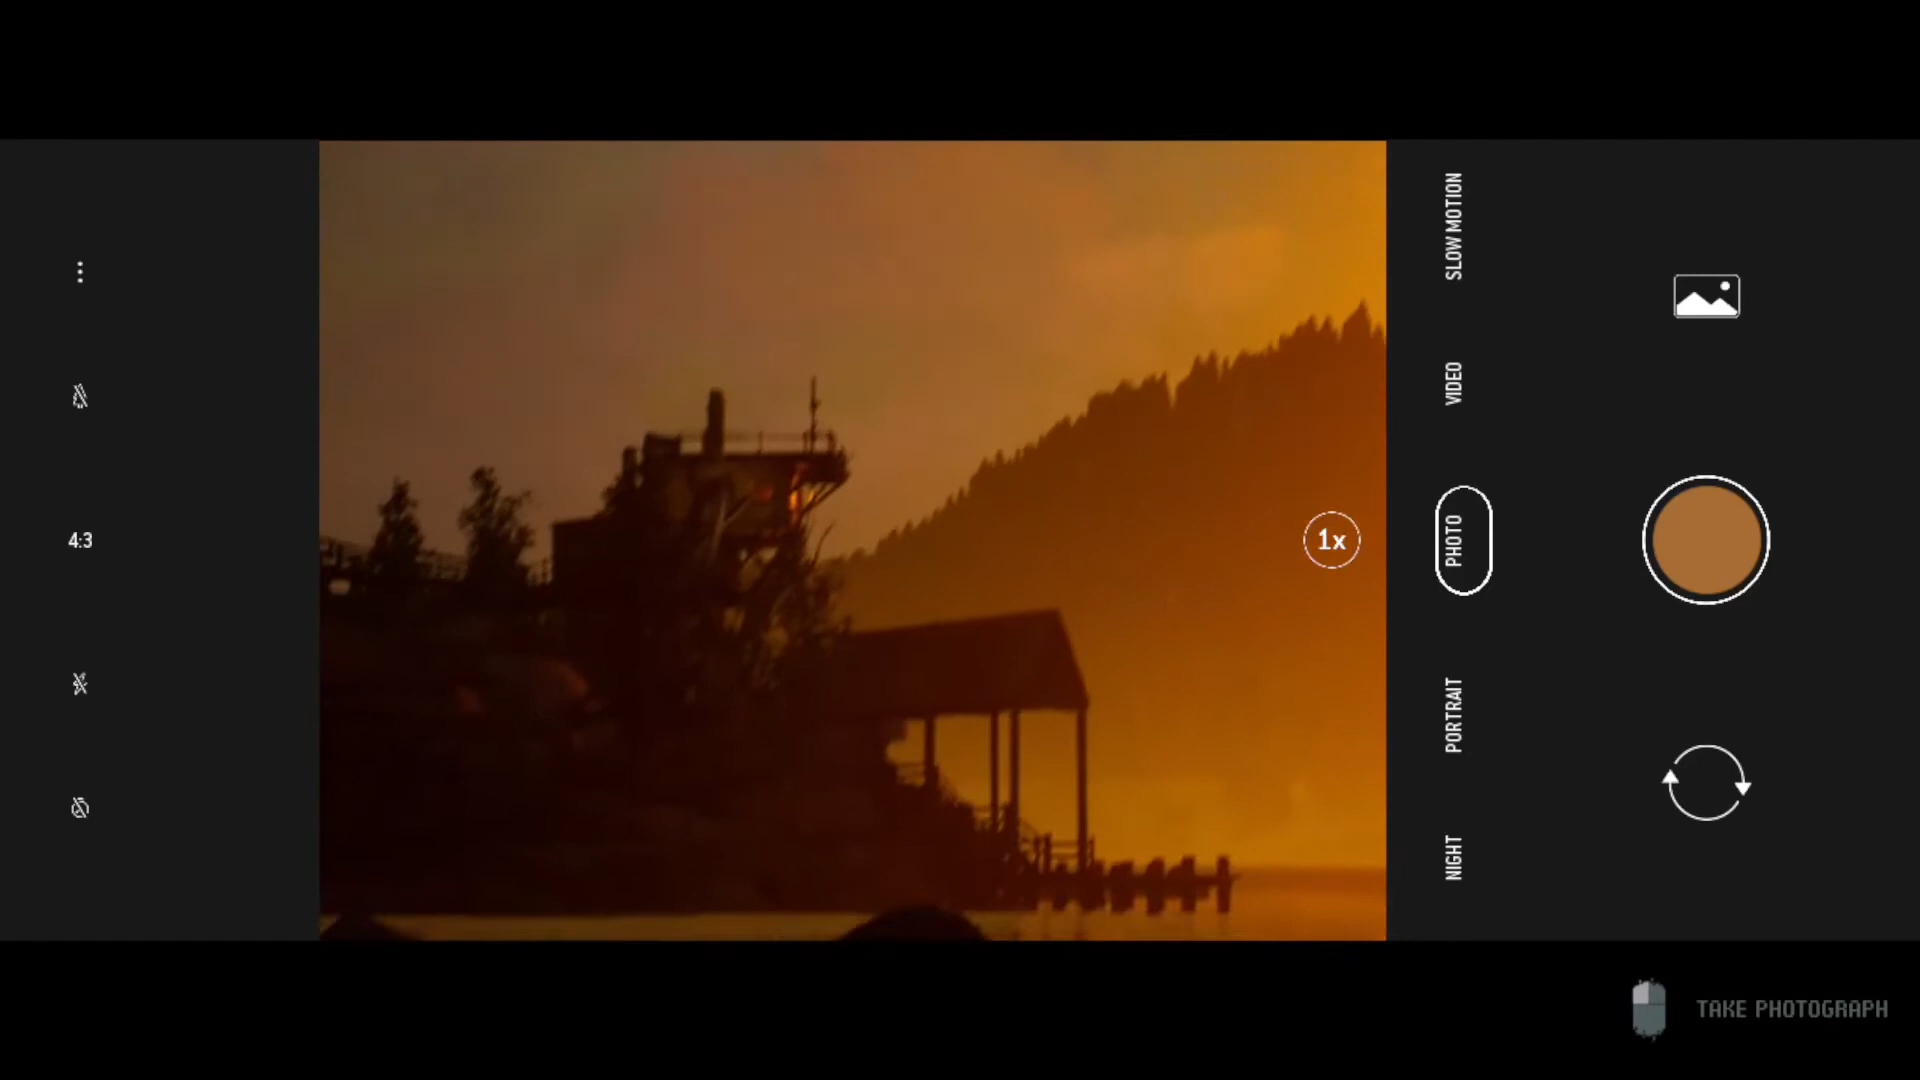 SLOW MOTION
VIDEO
4:3
1x
PHOTO
PORTRAIT
NIGHT
TAKE PHOTOGRAPH